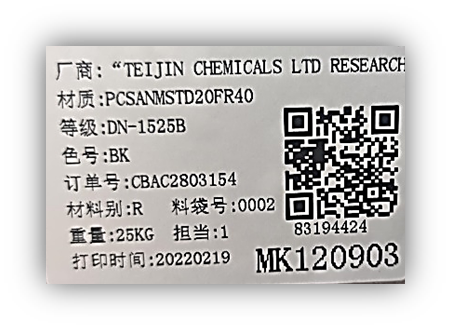 厂商:“TEIJIN CHEMICALS LTD RESEARCH
材质:PCSANMSTD20FR40
等级:DN-1525B
色号:BK
订单号:CBAC2803154
材料别:R 料袋号:0002
83194424
重量:25KG 担当:1
打印时间:20220219
MK120903